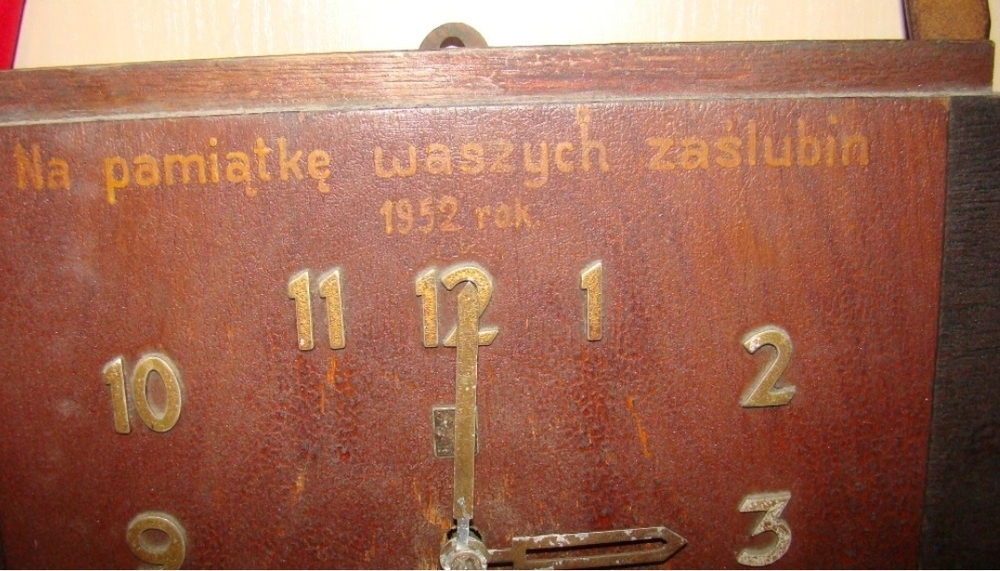 Na pamiątkę waszych zaślubin
1952 rok.
11 12 1
10 2
9 3